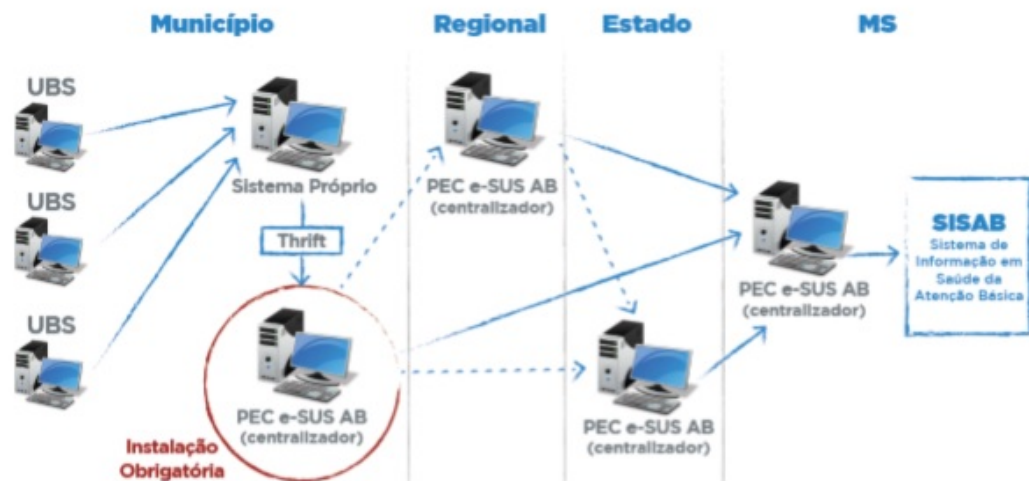 Município
Regional
Estado
MS
UBS
UBS
UBS
Sistema Próprio
Thrift
PEC e-SUS AB
(centralizador)
Instalação
Obrigatória
PEC e-SUS AB
(centralizador)
PEC e-SUS AB
(centralizador)
PEC e-SUS AB
(centralizador)
SISAB
Sistema de
Informação em
Saúde da
Atenção Básica